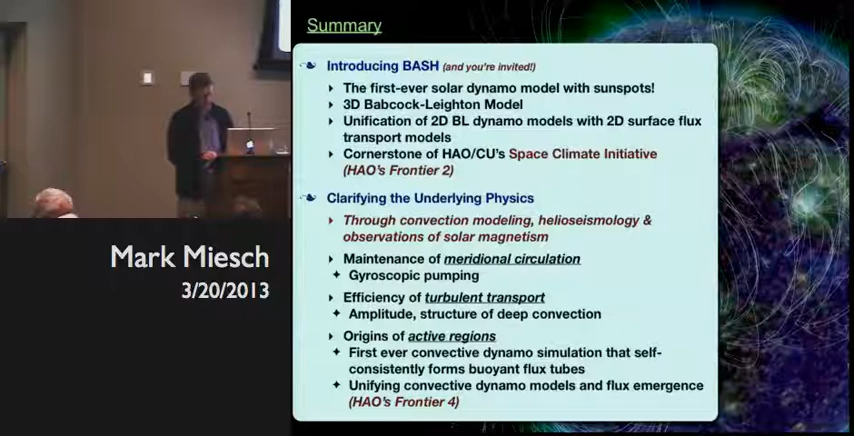 Summary
Introducing BASH (and you're invited!)
The first-ever solar dynamo model with sunspots!
3D Babcock-Leighton Model
Unification of 2D BL dynamo models with 2D surface flux
transport models
Cornerstone of HAO/CU's Space Climate Initiative
(HAO's Frontier 2)
Clarifying the Underlying Physics
Through convection modeling, helioseismology &
observations of solar magnetism
Maintenance of meridional circulation
Gyroscopic pumping
Efficiency of turbulent transport
Amplitude, structure of deep convection
Origins of active regions
First ever convective dynamo simulation that self-
consistently forms buoyant flux tubes
Unifying convective dynamo models and flux emergence
(HAO's Frontier 4)
Mark Miesch
3/20/2013